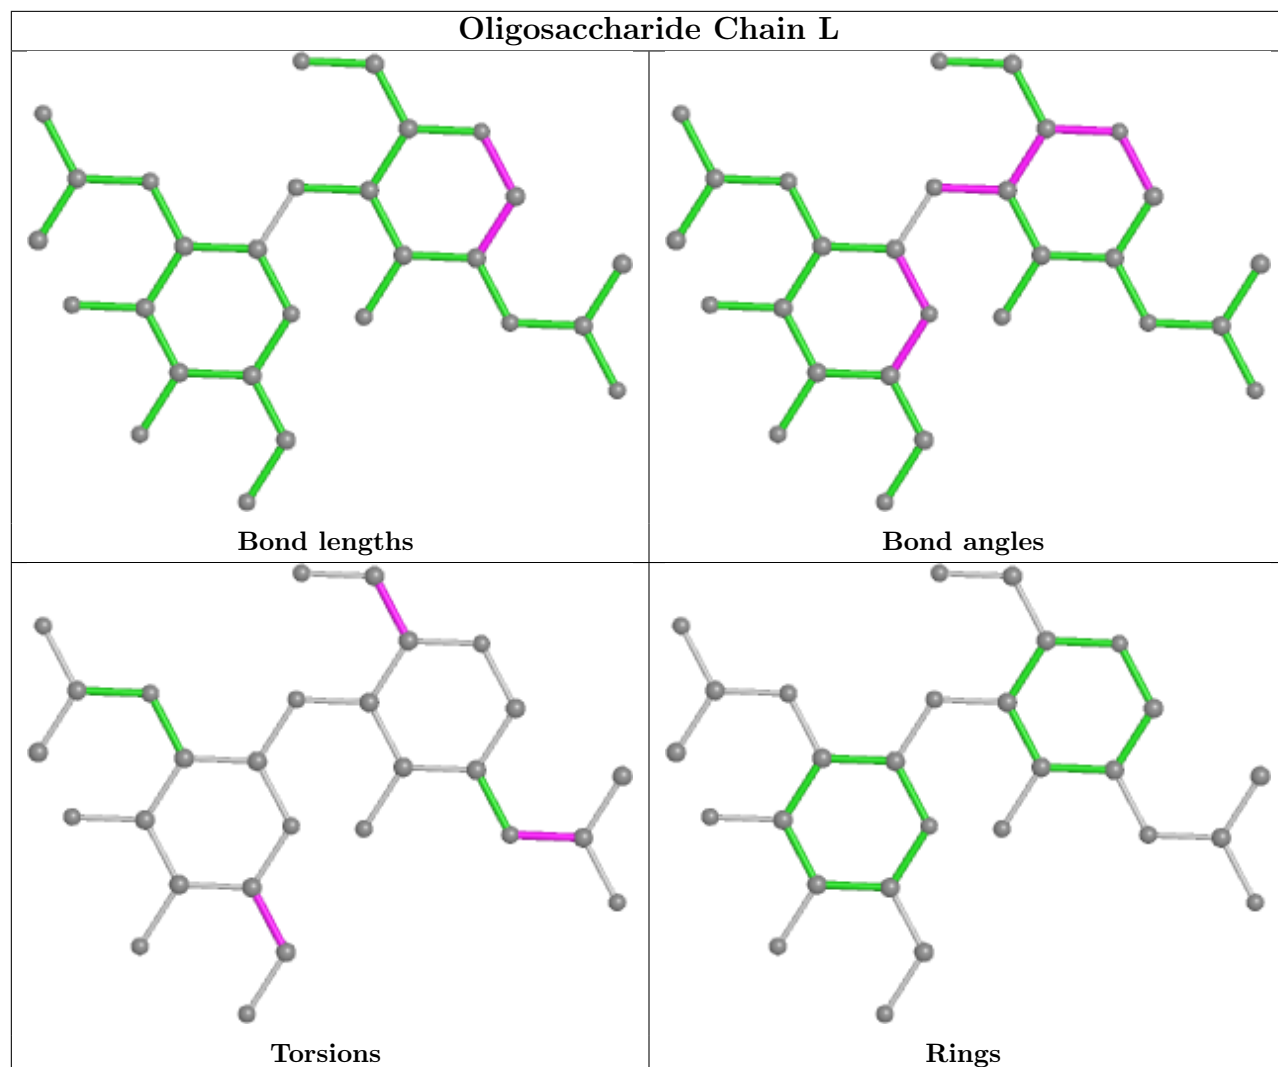 Oligosaccharide Chain L
Bond lengths
Bond angles
Torsions
Rings